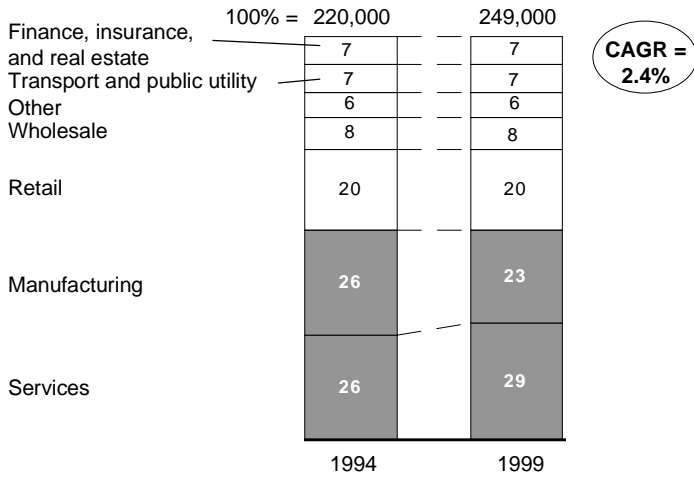 100% = 220,000 249,000
Finance, insurance,
and real estate
7 7
CAGR =
2.4%
Transport and public utility
7 7
Other
6 6
Wholesale
8 8
Retail
20 20
Manufacturing
26 23
Services
26 29
1994 1999